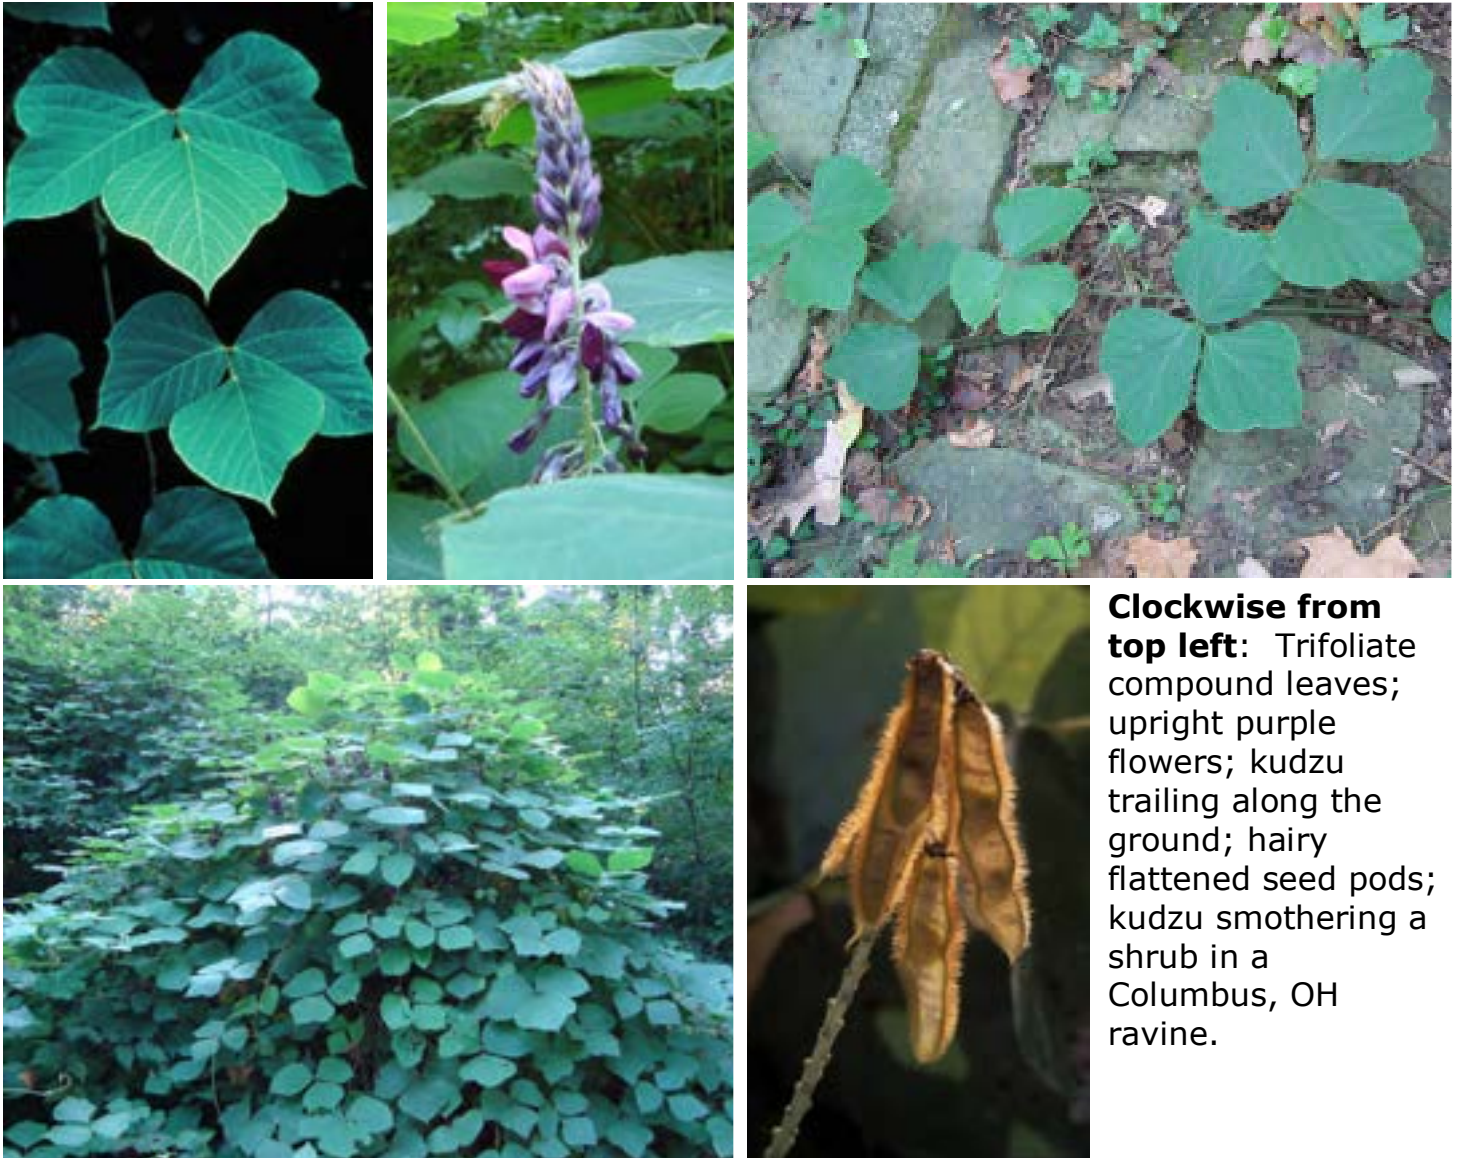 Clockwise from
top left:  Trifoliate
compound leaves;
upright purple
flowers; kudzu
trailing along the
ground; hairy
flattened seed pods;
kudzu smothering a
shrub in a
Columbus, OH
ravine.